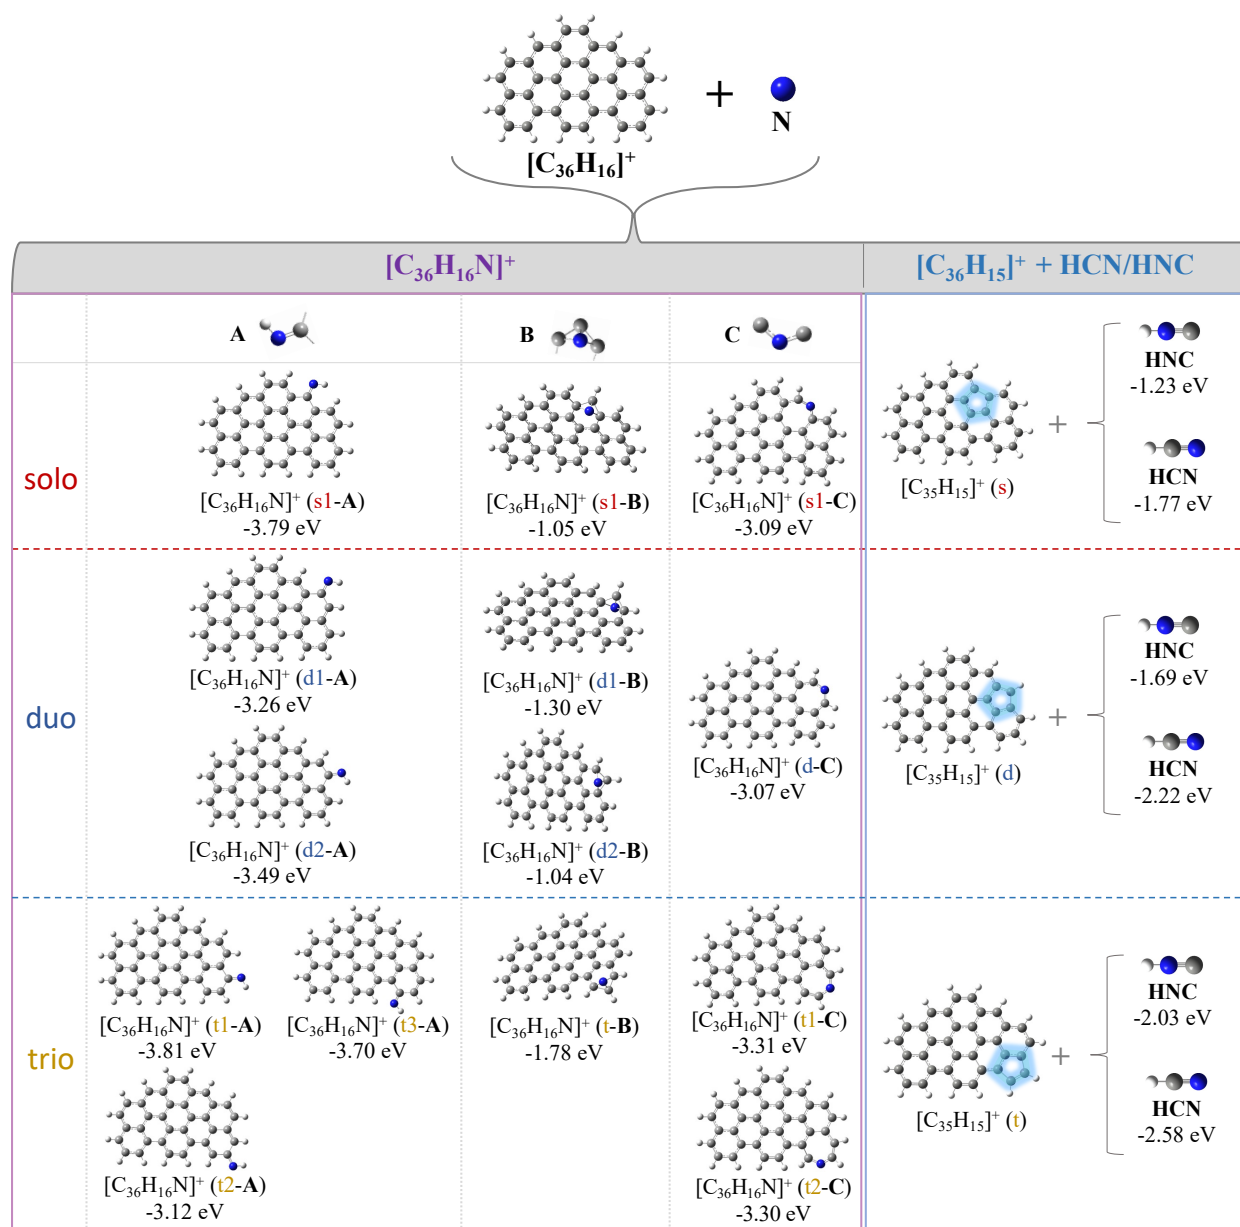 +
N
[C₃₆H₁₆]⁺
[C₃₆H₁₆N]⁺
[C₃₆H₁₅]⁺ + HCN/HNC
A
B
C
solo
[C₃₆H₁₆N]⁺ (s1-A)
-3.79 eV
[C₃₆H₁₆N]⁺ (s1-B)
-1.05 eV
[C₃₆H₁₆N]⁺ (s1-C)
-3.09 eV
[C₃₅H₁₅]⁺ (s)
+
HNC
-1.23 eV
HCN
-1.77 eV
duo
[C₃₆H₁₆N]⁺ (d1-A)
-3.26 eV
[C₃₆H₁₆N]⁺ (d2-A)
-3.49 eV
[C₃₆H₁₆N]⁺ (d1-B)
-1.30 eV
[C₃₆H₁₆N]⁺ (d2-B)
-1.04 eV
[C₃₆H₁₆N]⁺ (d-C)
-3.07 eV
[C₃₅H₁₅]⁺ (d)
+
HNC
-1.69 eV
HCN
-2.22 eV
trio
[C₃₆H₁₆N]⁺ (t1-A)
-3.81 eV
[C₃₆H₁₆N]⁺ (t3-A)
-3.70 eV
[C₃₆H₁₆N]⁺ (t2-A)
-3.12 eV
[C₃₆H₁₆N]⁺ (t-B)
-1.78 eV
[C₃₆H₁₆N]⁺ (t1-C)
-3.31 eV
[C₃₆H₁₆N]⁺ (t2-C)
-3.30 eV
[C₃₅H₁₅]⁺ (t)
+
HNC
-2.03 eV
HCN
-2.58 eV